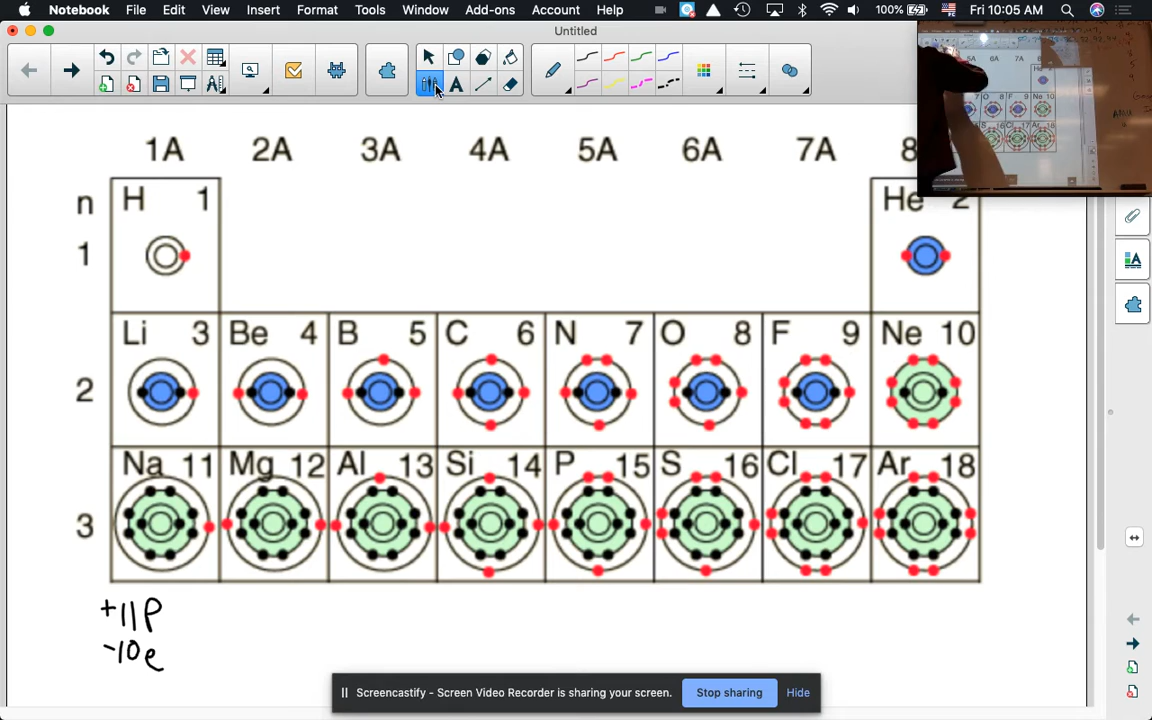 Notebook File Edit View Insert Format Tools Window Add-ons Account Help 100% Fri 10:05 AM
Untitled
1A 2A 3A 4A 5A 6A 7A 8
n H 1 He 2
1
Li 3 Be 4 B 5 C 6 N 7 O 8 F 9 Ne 10
2
Na 11 Mg 12 Al 13 Si 14 P 15 S 16 Cl 17 Ar 18
3
+11P
-10e
Screencastify - Screen Video Recorder is sharing your screen. Stop sharing Hide